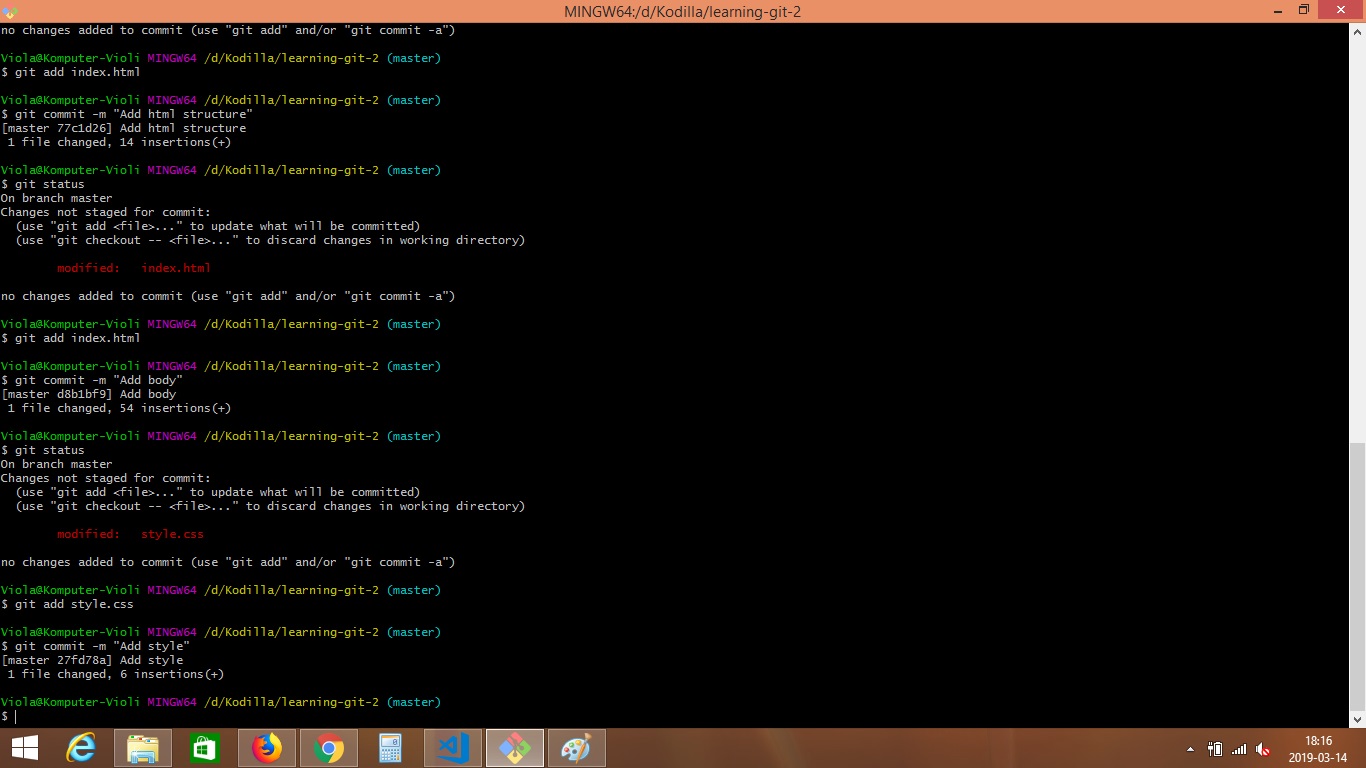 MINGW64:/d/Kodilla/learning-git-2
no changes added to commit (use "git add" and/or "git commit -a")
Viola@Komputer-Violi MINGW64 /d/Kodilla/learning-git-2 (master)
$ git add index.html
Viola@Komputer-Violi MINGW64 /d/Kodilla/learning-git-2 (master)
$ git commit -m "Add html structure"
[master 77c1d26] Add html structure
 1 file changed, 14 insertions(+)
Viola@Komputer-Violi MINGW64 /d/Kodilla/learning-git-2 (master)
$ git status
On branch master
Changes not staged for commit:
  (use "git add <file>..." to update what will be committed)
  (use "git checkout -- <file>..." to discard changes in working directory)
        modified:   index.html
no changes added to commit (use "git add" and/or "git commit -a")
Viola@Komputer-Violi MINGW64 /d/Kodilla/learning-git-2 (master)
$ git add index.html
Viola@Komputer-Violi MINGW64 /d/Kodilla/learning-git-2 (master)
$ git commit -m "Add body"
[master d8b1bf9] Add body
 1 file changed, 54 insertions(+)
Viola@Komputer-Violi MINGW64 /d/Kodilla/learning-git-2 (master)
$ git status
On branch master
Changes not staged for commit:
  (use "git add <file>..." to update what will be committed)
  (use "git checkout -- <file>..." to discard changes in working directory)
        modified:   style.css
no changes added to commit (use "git add" and/or "git commit -a")
Viola@Komputer-Violi MINGW64 /d/Kodilla/learning-git-2 (master)
$ git add style.css
Viola@Komputer-Violi MINGW64 /d/Kodilla/learning-git-2 (master)
$ git commit -m "Add style"
[master 27fd78a] Add style
 1 file changed, 6 insertions(+)
Viola@Komputer-Violi MINGW64 /d/Kodilla/learning-git-2 (master)
$
18:16
2019-03-14